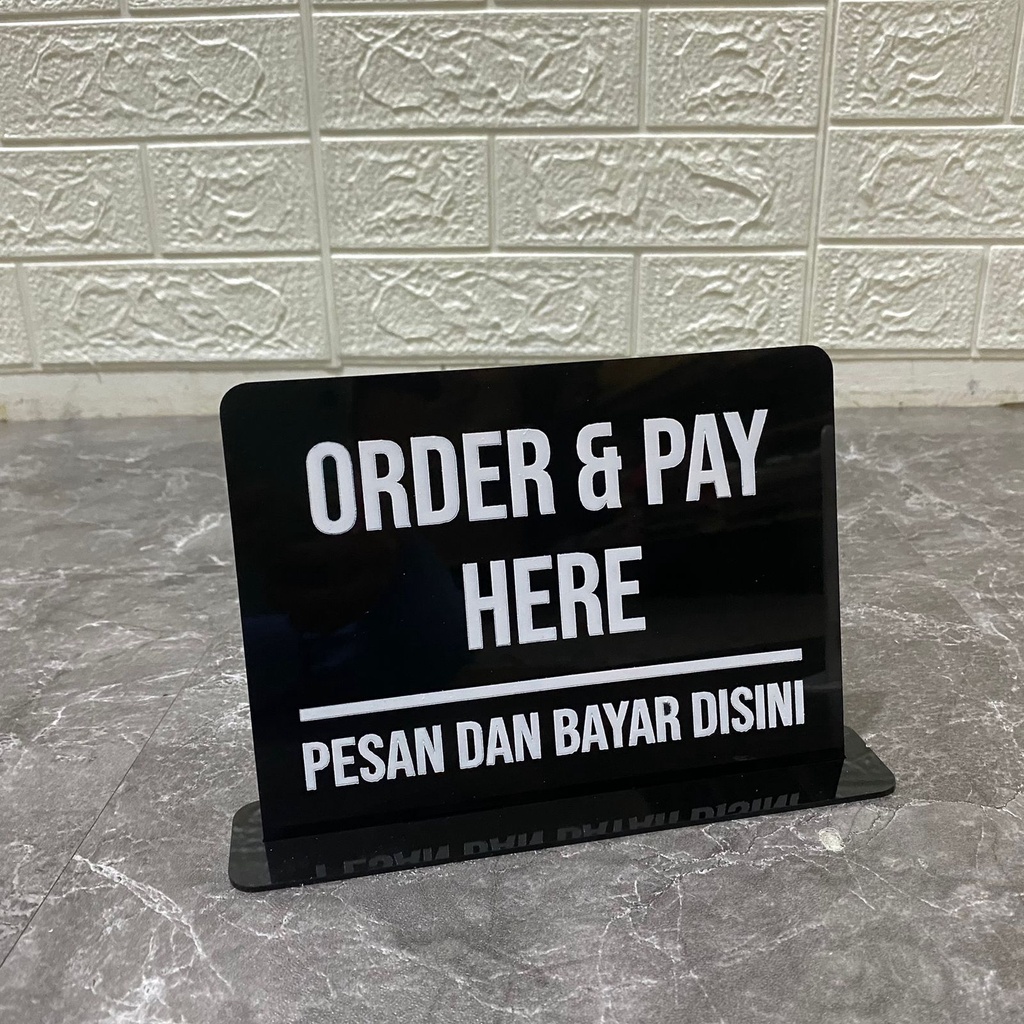 ORDER & PAY
HERE
PESAN DAN BAYAR DISINI